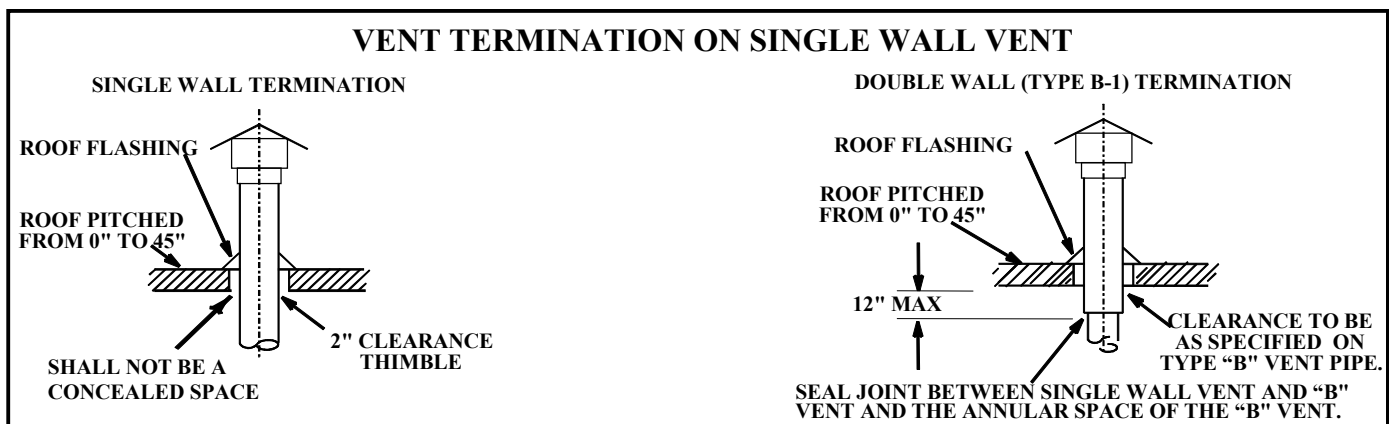 VENT TERMINATION ON SINGLE WALL VENT
SINGLE WALL TERMINATION
ROOF FLASHING
ROOF PITCHED
FROM 0" TO 45"
SHALL NOT BE A
CONCEALED SPACE
2" CLEARANCE
THIMBLE
DOUBLE WALL (TYPE B-1) TERMINATION
ROOF FLASHING
ROOF PITCHED
FROM 0" TO 45"
12" MAX
CLEARANCE TO BE
AS SPECIFIED ON
TYPE “B” VENT PIPE.
SEAL JOINT BETWEEN SINGLE WALL VENT AND “B"
VENT AND THE ANNULAR SPACE OF THE “B" VENT.